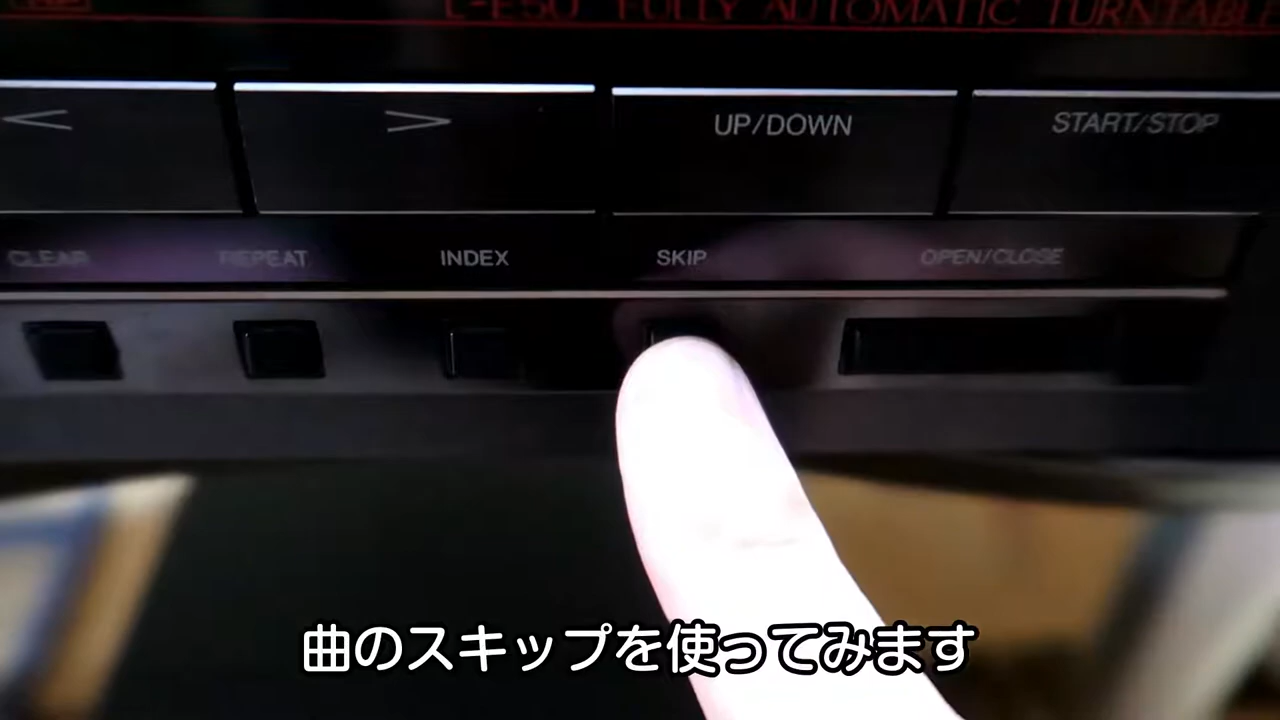 L-E50 FULLY AUTOMATIC TURNTABLE
< > UP/DOWN START/STOP
CLEAR REPEAT INDEX SKIP OPEN/CLOSE
曲のスキップを使ってみます